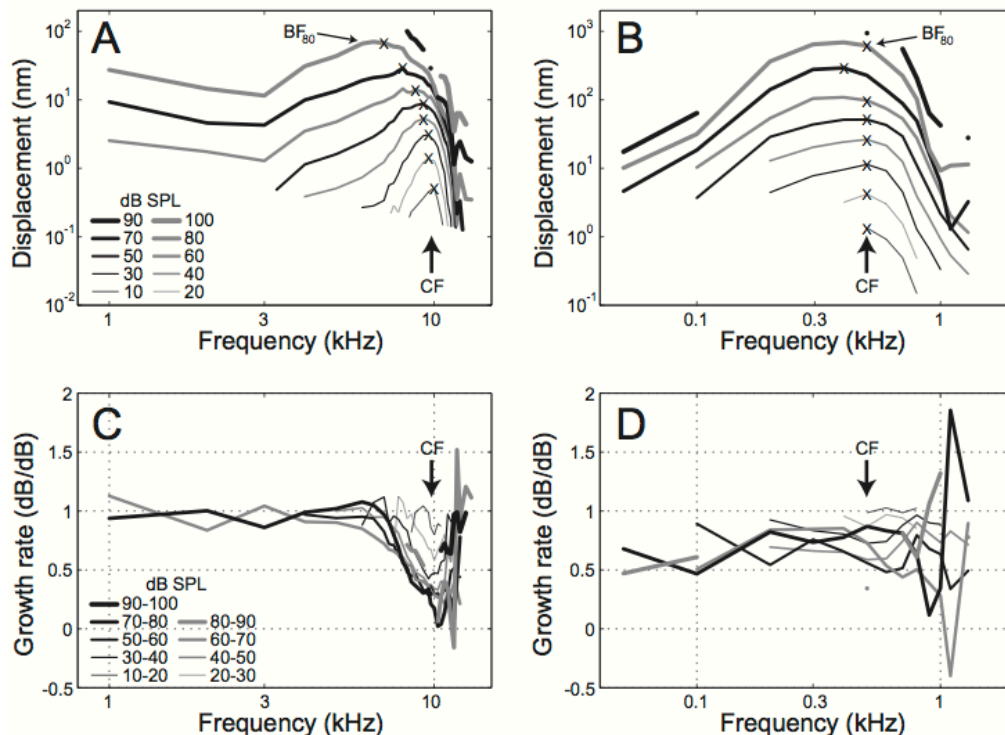 A
BF80
Displacement (nm)
10^2
10^1
10^0
10^-1
10^-2
dB SPL
90 100
70 80
50 60
30 40
10 20
CF
1 3 10
Frequency (kHz)
B
BF80
Displacement (nm)
10^3
10^2
10^1
10^0
10^-1
CF
0.1 0.3 1
Frequency (kHz)
C
Growth rate (dB/dB)
2
1.5
1
0.5
0
-0.5
CF
dB SPL
90-100
70-80 80-90
50-60 60-70
30-40 40-50
10-20 20-30
1 3 10
Frequency (kHz)
D
Growth rate (dB/dB)
2
1.5
1
0.5
0
-0.5
CF
0.1 0.3 1
Frequency (kHz)